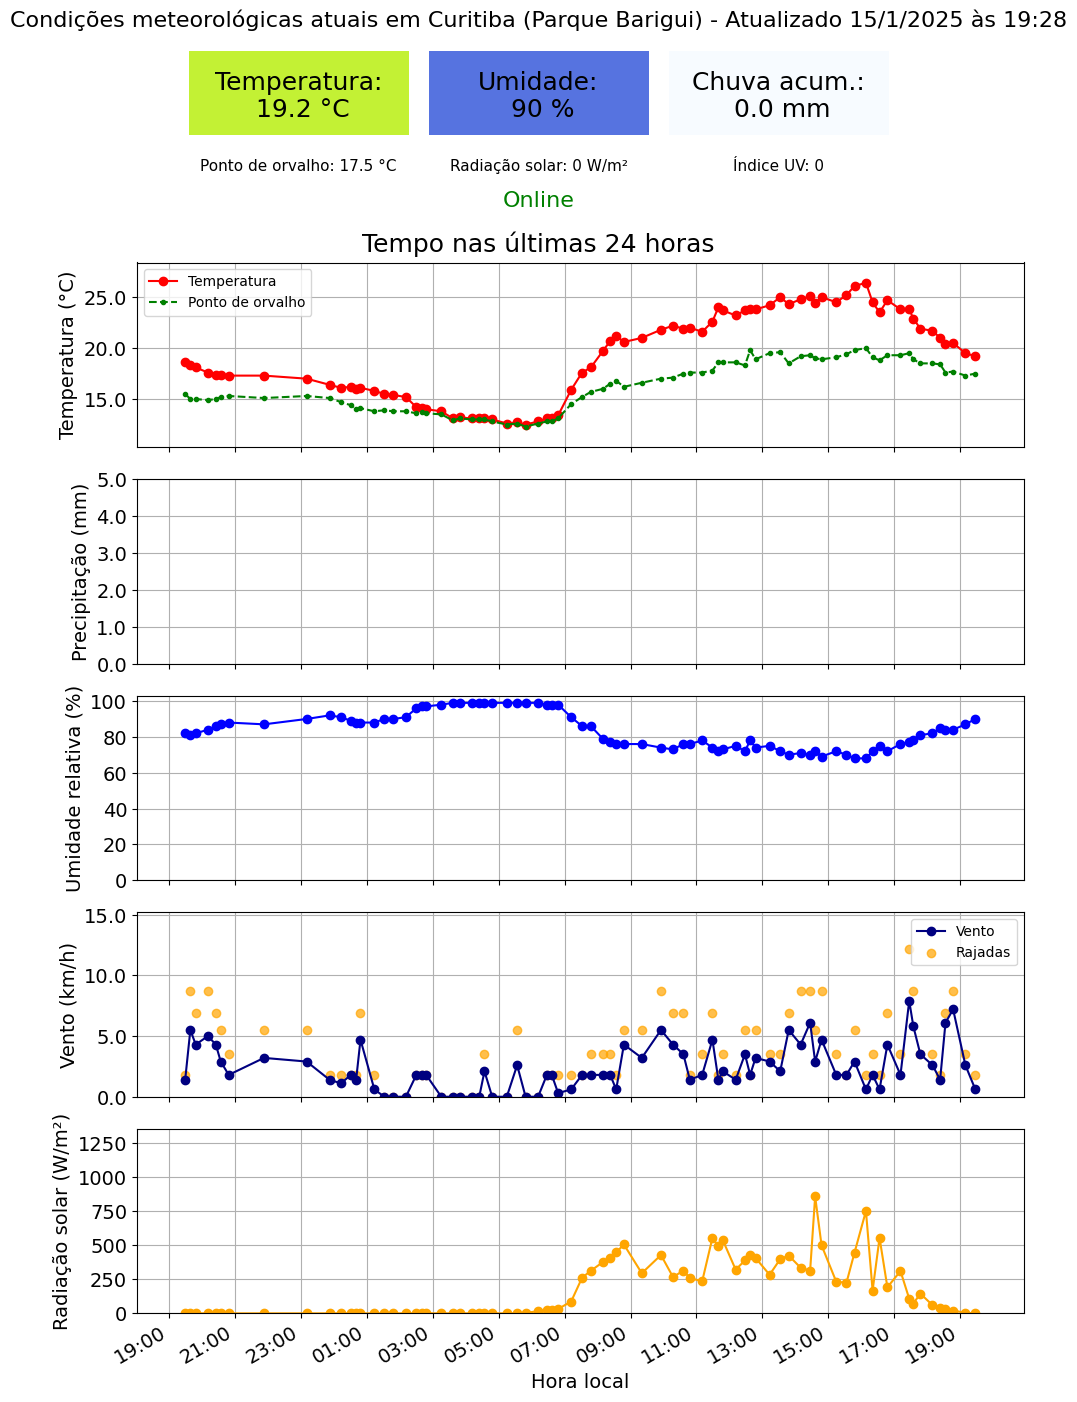 Condições meteorológicas atuais em Curitiba (Parque Barigui) - Atualizado 15/1/2025 às 19:28
Temperatura:
19.2 °C
Umidade:
90 %
Chuva acum.:
0.0 mm
Ponto de orvalho: 17.5 °C
Radiação solar: 0 W/m²
Índice UV: 0
Online
Tempo nas últimas 24 horas
Temperatura (°C)
25.0
20.0
15.0
Temperatura
Ponto de orvalho
Precipitação (mm)
5.0
4.0
3.0
2.0
1.0
0.0
Umidade relativa (%)
100
80
60
40
20
0
Vento (km/h)
15.0
10.0
5.0
0.0
Vento
Rajadas
Radiação solar (W/m²)
1250
1000
750
500
250
0
19:00
21:00
23:00
01:00
03:00
05:00
07:00
09:00
11:00
13:00
15:00
17:00
19:00
Hora local